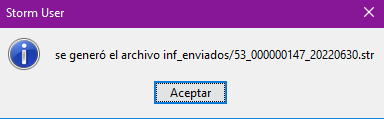 Storm User
se generó el archivo inf_enviados/53_000000147_20220630.str
Aceptar